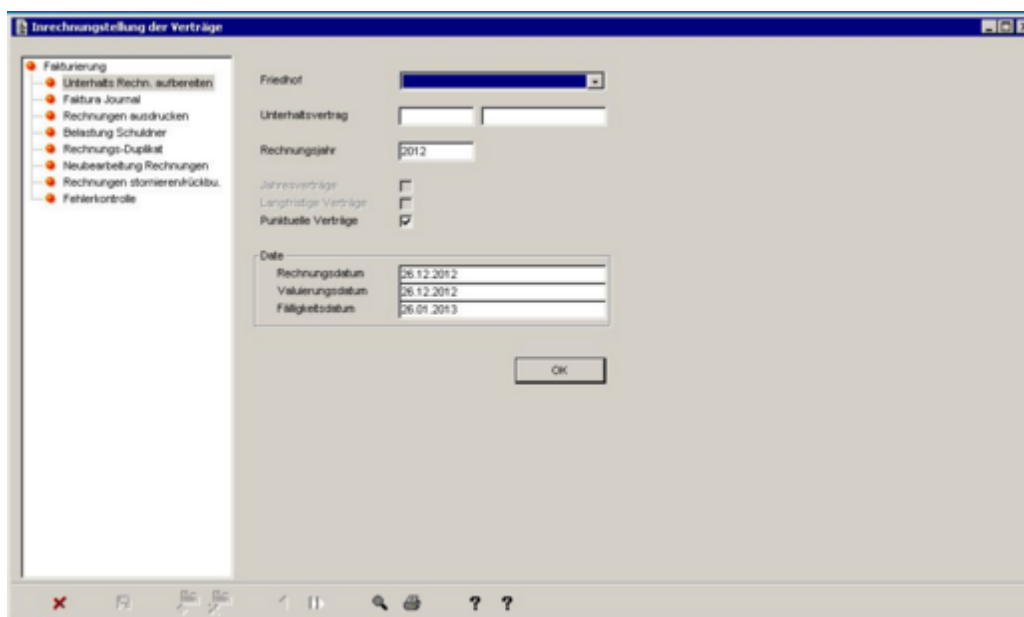 Inrechnungstellung der Verträge
Fakturierung
Unterhalts Rechn. aufbereiten
Faktura Journal
Rechnungen ausdrucken
Belastung Schuldner
Rechnungs-Duplikat
Neubearbeitung Rechnungen
Rechnungen stornieren/rückbu.
Fehlerkontrolle
Friedhof
Unterhaltsvertrag
Rechnungsjahr 2012
Jahresverträge
Langfristige Verträge
Punktuelle Verträge
Date
Rechnungsdatum 26.12.2012
Valuierungsdatum 26.12.2012
Fälligkeitsdatum 26.01.2013
OK
? ?